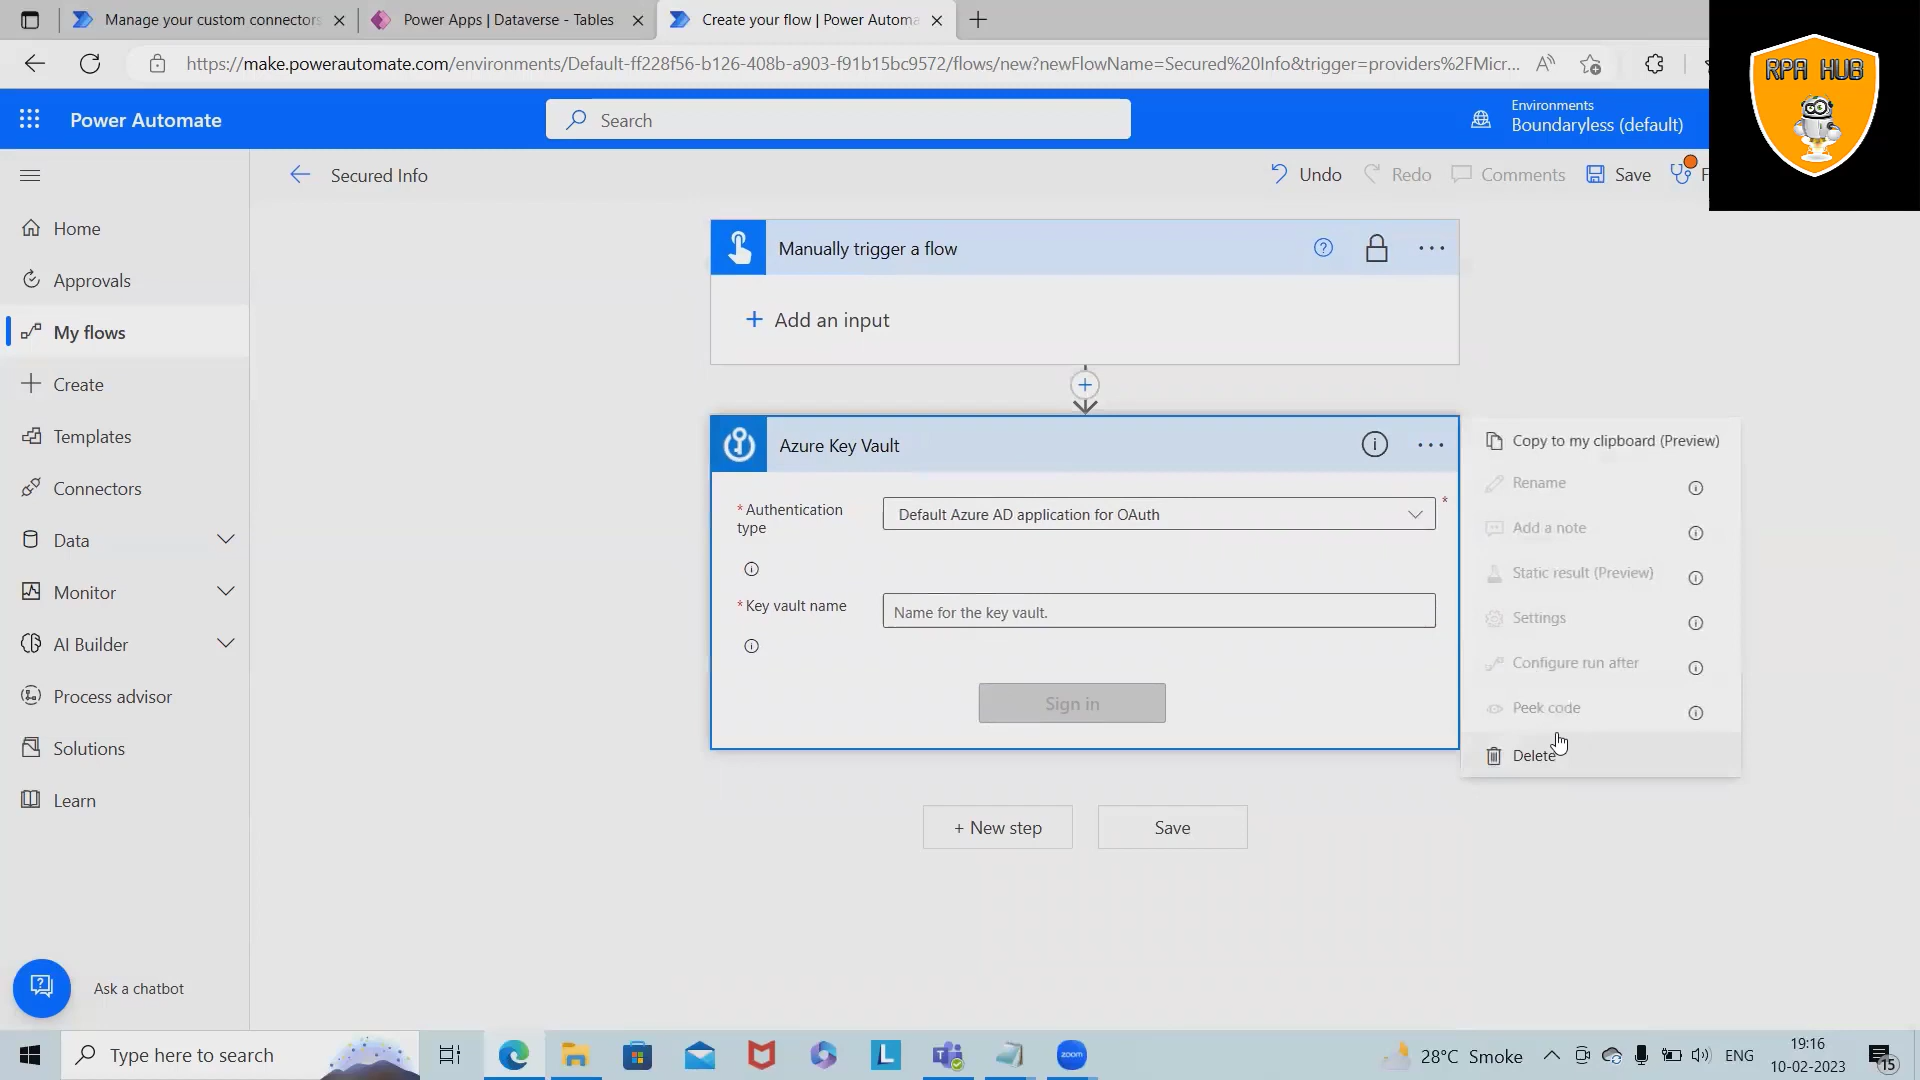 Manage your custom connectors
Power Apps | Dataverse - Tables
Create your flow | Power Automa
https://make.powerautomate.com/environments/Default-ff228f56-b126-408b-a903-f91b15bc9572/flows/new?newFlowName=Secured%20Info&trigger=providers%2FMicr...
RPA HUB
Power Automate
Search
Environments
Boundaryless (default)
Secured Info
Undo
Redo
Comments
Save
F
Home
Approvals
My flows
Create
Templates
Connectors
Data
Monitor
AI Builder
Process advisor
Solutions
Learn
Ask a chatbot
Manually trigger a flow
+ Add an input
Azure Key Vault
* Authentication type
Default Azure AD application for OAuth
*
* Key vault name
Name for the key vault.
Sign in
+ New step
Save
Copy to my clipboard (Preview)
Rename
Add a note
Static result (Preview)
Settings
Configure run after
Peek code
Delete
Type here to search
L
zoom
28°C Smoke
ENG
19:16
10-02-2023
15